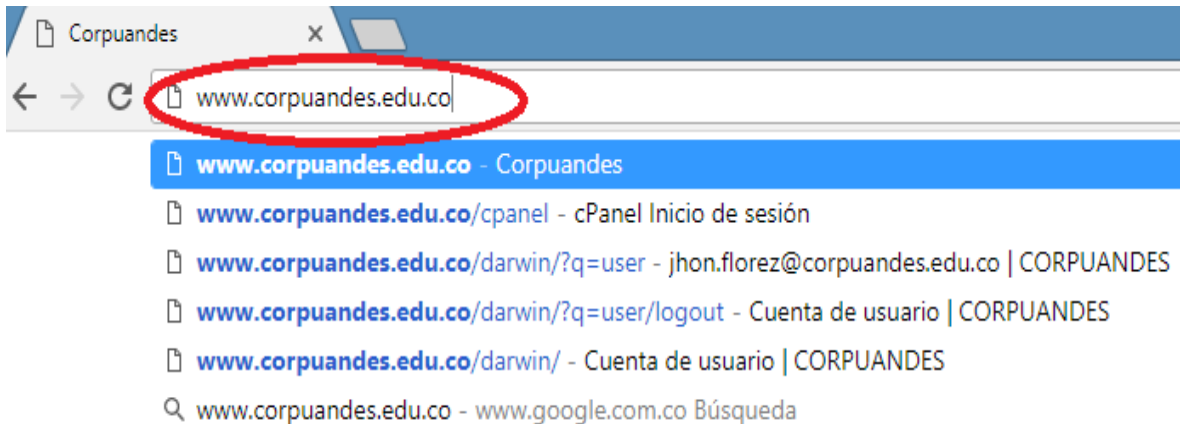 Corpuandes
www.corpuandes.edu.co
www.corpuandes.edu.co - Corpuandes
www.corpuandes.edu.co/cpanel - cPanel Inicio de sesión
www.corpuandes.edu.co/darwin/?q=user - jhon.florez@corpuandes.edu.co | CORPUANDES
www.corpuandes.edu.co/darwin/?q=user/logout - Cuenta de usuario | CORPUANDES
www.corpuandes.edu.co/darwin/ - Cuenta de usuario | CORPUANDES
www.corpuandes.edu.co - www.google.com.co Búsqueda